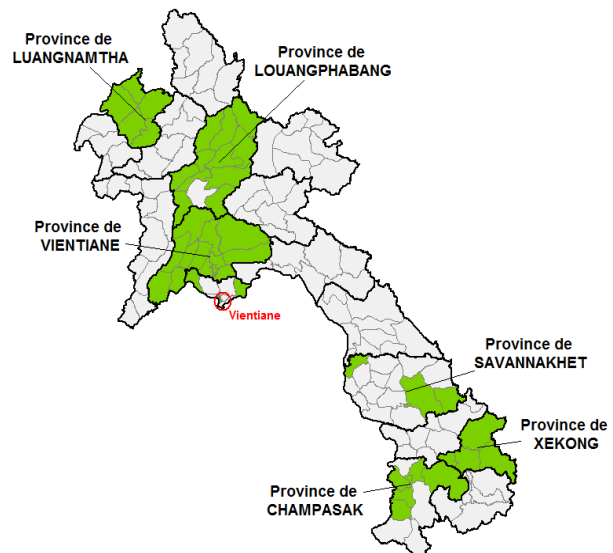 Province de
LUANGNAMTHA
Province de
LOUANGPHABANG
Province de
VIENTIANE
Vientiane
Province de
SAVANNAKHET
Province de
XEKONG
Province de
CHAMPASAK